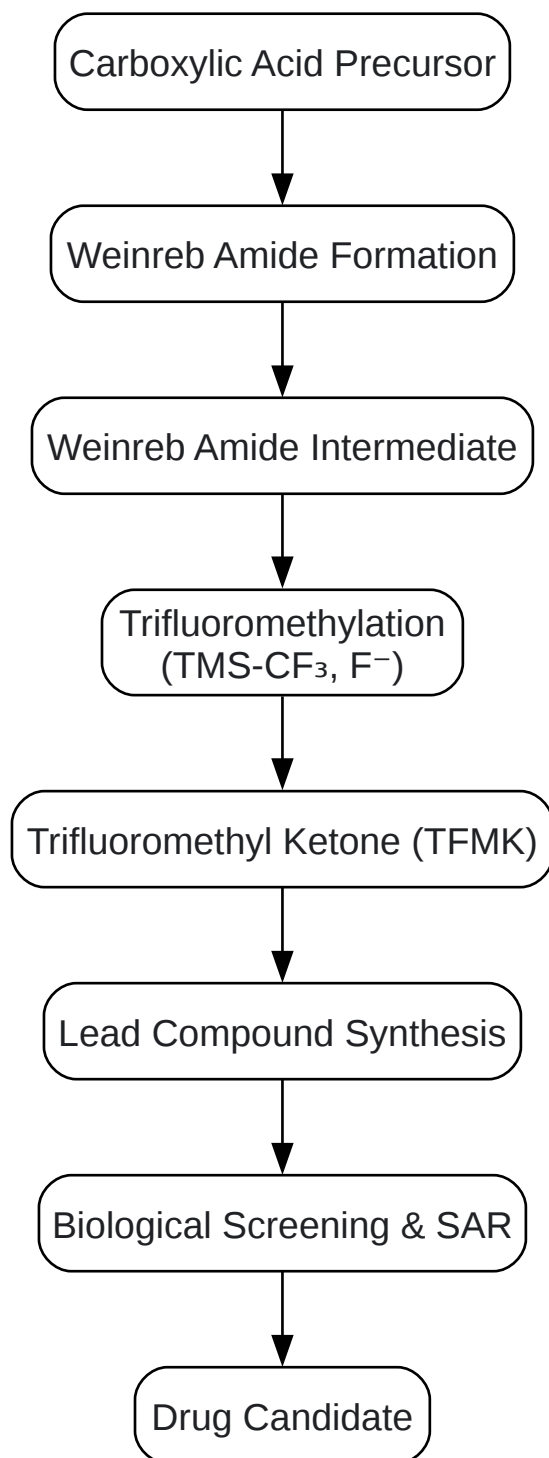 Carboxylic Acid Precursor
Weinreb Amide Formation
Weinreb Amide Intermediate
Trifluoromethylation
(TMS-CF₃, F⁻)
Trifluoromethyl Ketone (TFMK)
Lead Compound Synthesis
Biological Screening & SAR
Drug Candidate